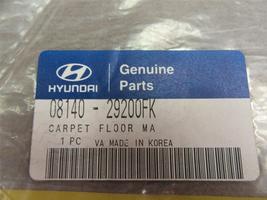 HYUNDAI
Genuine
Parts
08140 - 29200FK
CARPET FLOOR MA
1 PC VA MADE IN KOREA